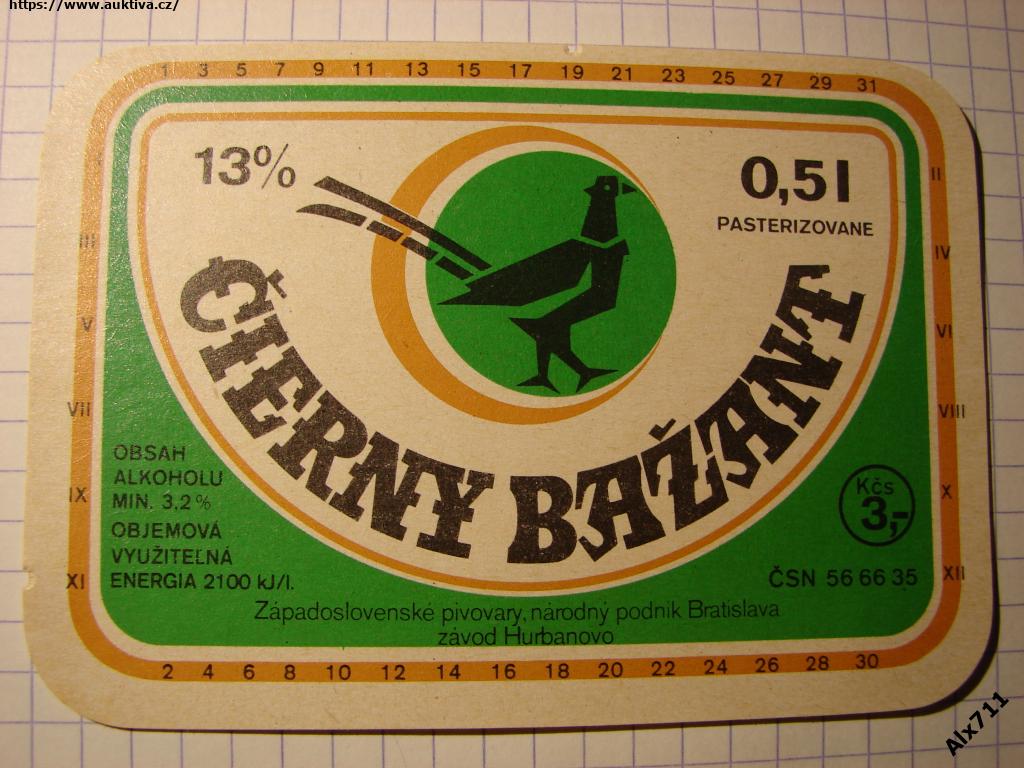 https://www.auktiva.cz/
1 3 5 7 9 11 13 15 17 19 21 23 25 27 29 31
13%
0,5 l
PASTERIZOVANE
ČIERNY BAŽANT
III
V
VII
IX
XI
II
IV
VI
VIII
X
XII
OBSAH
ALKOHOLU
MIN. 3,2 %
OBJEMOVÁ
VYUŽITEĽNÁ
ENERGIA 2100 kJ/l.
Kčs
3,-
ČSN 56 66 35
Západoslovenské pivovary, národný podnik Bratislava
závod Hurbanovo
2 4 6 8 10 12 14 16 18 20 22 24 26 28 30
Alx711